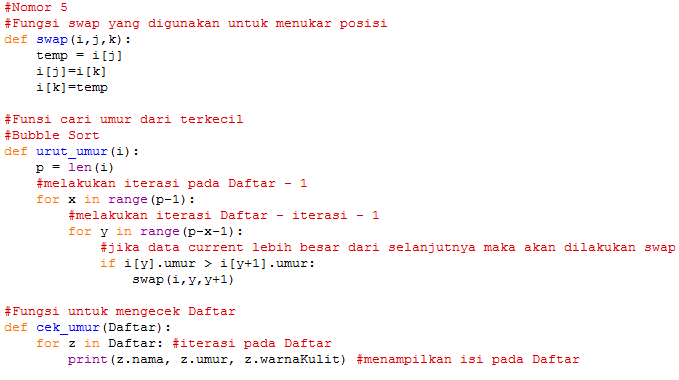 #Nomor 5
#Fungsi swap yang digunakan untuk menukar posisi
def swap(i,j,k):
    temp = i[j]
    i[j]=i[k]
    i[k]=temp

#Funsi cari umur dari terkecil
#Bubble Sort
def urut_umur(i):
    p = len(i)
    #melakukan iterasi pada Daftar - 1
    for x in range(p-1):
        #melakukan iterasi Daftar - iterasi - 1
        for y in range(p-x-1):
            #jika data current lebih besar dari selanjutnya maka akan dilakukan swap
            if i[y].umur > i[y+1].umur:
                swap(i,y,y+1)

#Fungsi untuk mengecek Daftar
def cek_umur(Daftar):
    for z in Daftar: #iterasi pada Daftar
        print(z.nama, z.umur, z.warnaKulit) #menampilkan isi pada Daftar